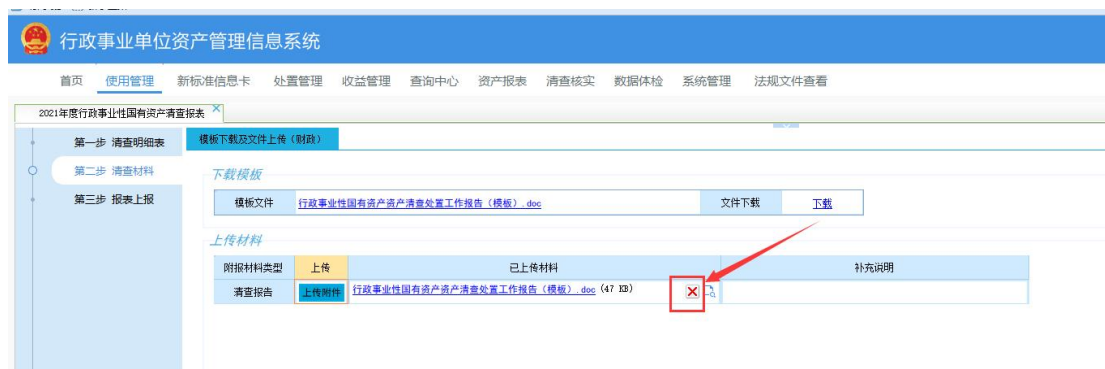 行政事业单位资产管理信息系统
首页 使用管理 新标准信息卡 处置管理 收益管理 查询中心 资产报表 清查核实 数据体检 系统管理 法规文件查看
2021年度行政事业性国有资产清查报表
第一步 清查明细表 模板下载及文件上传（财政）
第二步 清查材料 下载模板
第三步 报表上报 模板文件 行政事业性国有资产资产清查处置工作报告（模板）.doc 文件下载 下载
上传材料
附报材料类型 上传 已上传材料 补充说明
清查报告 上传附件 行政事业性国有资产资产清查处置工作报告（模板）.doc (47 KB)